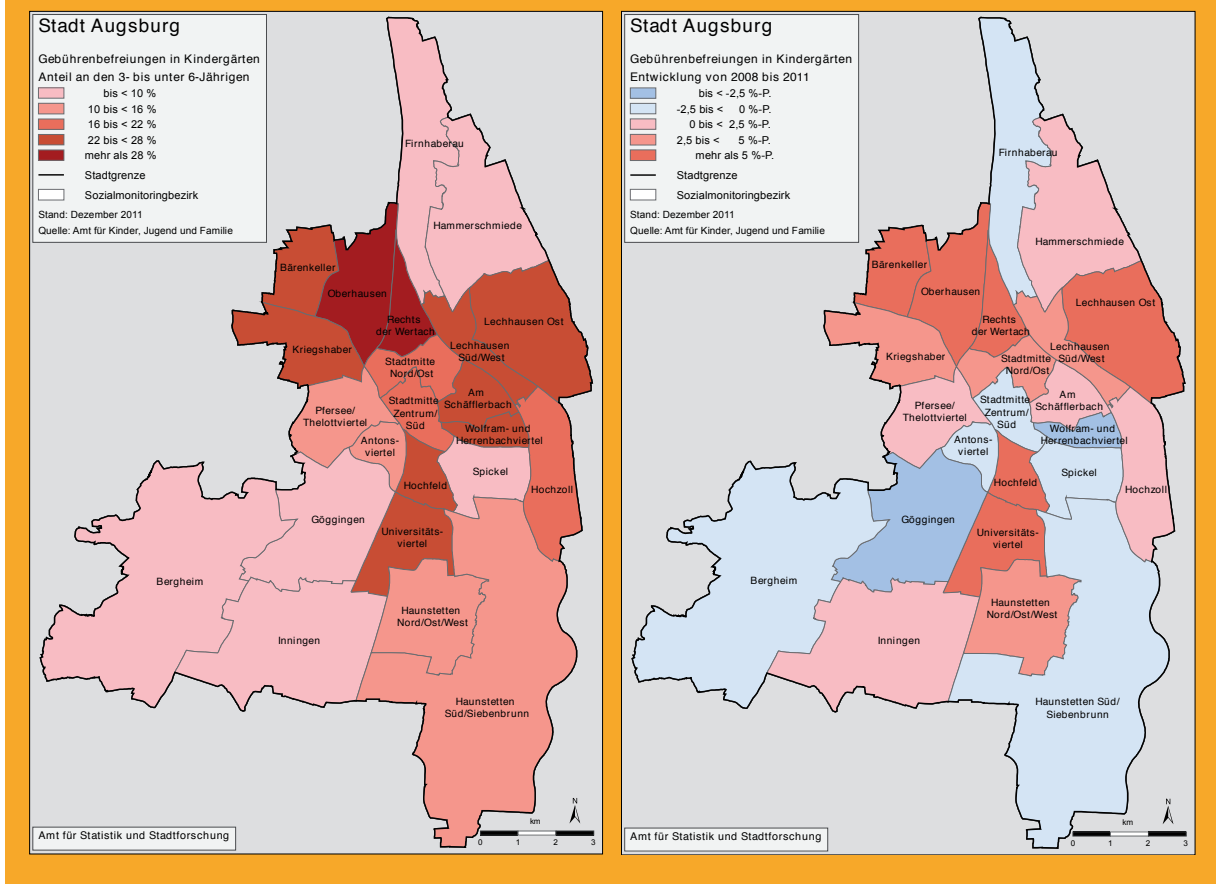 Stadt Augsburg
Gebührenbefreiungen in Kindergärten
Anteil an den 3- bis unter 6-Jährigen
bis < 10 %
10 bis < 16 %
16 bis < 22 %
22 bis < 28 %
mehr als 28 %
Stadtgrenze
Sozialmonitoringbezirk
Stand: Dezember 2011
Quelle: Amt für Kinder, Jugend und Familie
Firnhaberau
Hammerschmiede
Bärenkeller
Oberhausen
Rechts
der Wertach
Lechhausen Ost
Kriegshaber
Lechhausen
Süd/West
Stadtmitte
Nord/Ost
Am
Schäfflerbach
Stadtmitte
Zentrum/
Süd
Pfersee/
Thelottviertel
Wolfram- und
Herrenbachviertel
Antons-
viertel
Spickel
Hochfeld
Hochzoll
Göggingen
Universitäts-
viertel
Bergheim
Haunstetten
Nord/Ost/West
Inningen
Haunstetten
Süd/Siebenbrunn
Amt für Statistik und Stadtforschung
N
km
0 1 2 3
Stadt Augsburg
Gebührenbefreiungen in Kindergärten
Entwicklung von 2008 bis 2011
bis < -2,5 %-P.
-2,5 bis < 0 %-P.
0 bis < 2,5 %-P.
2,5 bis < 5 %-P.
mehr als 5 %-P.
Stadtgrenze
Sozialmonitoringbezirk
Stand: Dezember 2011
Quelle: Amt für Kinder, Jugend und Familie
Firnhaberau
Hammerschmiede
Bärenkeller
Oberhausen
Rechts
der Wertach
Lechhausen Ost
Kriegshaber
Lechhausen
Süd/West
Stadtmitte
Nord/Ost
Am
Schäfflerbach
Stadtmitte
Zentrum/
Süd
Pfersee/
Thelottviertel
Wolfram- und
Herrenbachviertel
Antons-
viertel
Spickel
Hochfeld
Hochzoll
Göggingen
Universitäts-
viertel
Bergheim
Haunstetten
Nord/Ost/West
Inningen
Haunstetten Süd/
Siebenbrunn
Amt für Statistik und Stadtforschung
N
km
0 1 2 3